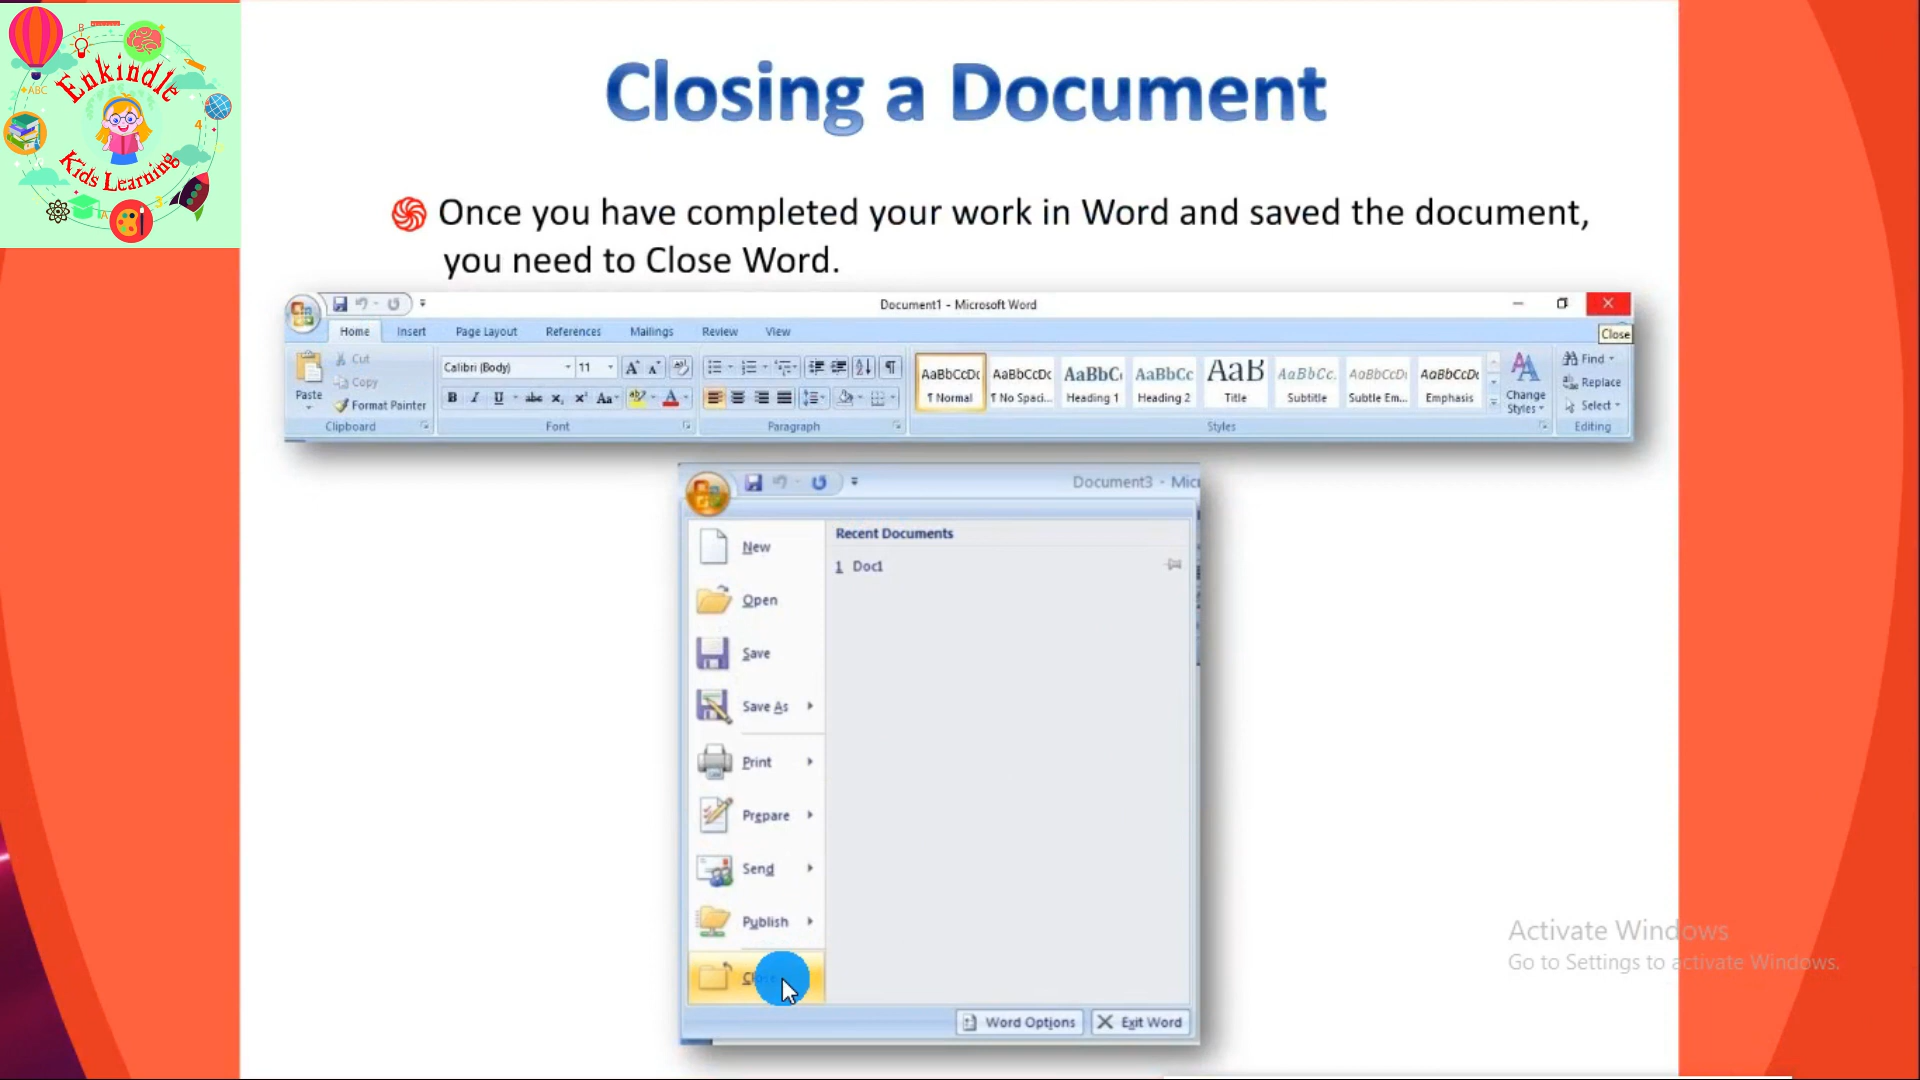 Enkindle
Kids Learning
ABC
Closing a Document
Once you have completed your work in Word and saved the document,
you need to Close Word.
Document1 - Microsoft Word
Close
Home Insert Page Layout References Mailings Review View
Paste
Cut
Copy
Format Painter
Clipboard
Calibri (Body) 11
Font
Paragraph
AaBbCcDc AaBbCcDc AaBbC AaBbCc AaB AaBbCc. AaBbCcDc AaBbCcDc
¶ Normal ¶ No Spaci... Heading 1 Heading 2 Title Subtitle Subtle Em... Emphasis
Change
Styles
Styles
Find
Replace
Select
Editing
Document3 -
New
Open
Save
Save As
Print
Prepare
Send
Publish
Recent Documents
1 Doc1
Word Options Exit Word
Activate Windows
Go to Settings to activate Windows.